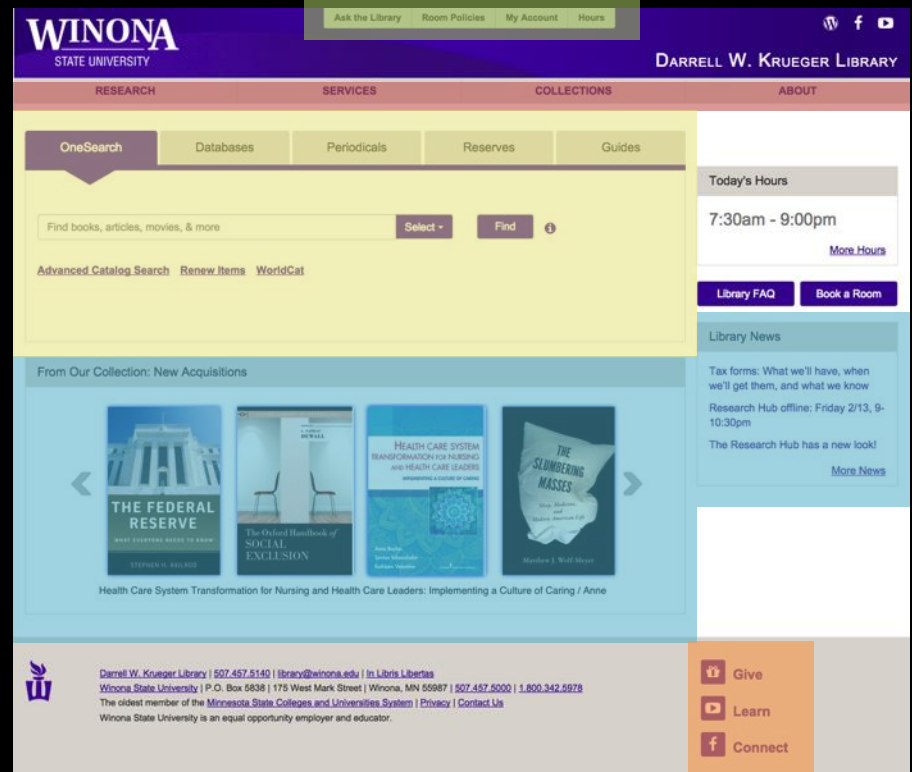 Ask the Library Room Policies My Account Hours
WINONA
STATE UNIVERSITY
DARRELL W. KRUEGER LIBRARY
RESEARCH SERVICES COLLECTIONS ABOUT
OneSearch Databases Periodicals Reserves Guides
Find books, articles, movies, & more Select Find
Advanced Catalog Search Renew Items WorldCat
Today's Hours
7:30am - 9:00pm
More Hours
Library FAQ Book a Room
Library News
Tax forms: What we'll have, when
we'll get them, and what we know
Research Hub offline: Friday 2/13, 9-
10:30pm
The Research Hub has a new look!
More News
From Our Collection: New Acquisitions
THE FEDERAL
RESERVE
WHAT EVERYONE NEEDS TO KNOW
STEPHEN H. AXILROD
DEWALL
The Oxford Handbook of
SOCIAL
EXCLUSION
HEALTH CARE SYSTEM
TRANSFORMATION FOR NURSING
AND HEALTH CARE LEADERS
IMPLEMENTING A CULTURE OF CARING
THE
SLUMBERING
MASSES
Sleep, Medicine,
and
Modern American Life
Matthew J. Wolf-Meyer
Health Care System Transformation for Nursing and Health Care Leaders: Implementing a Culture of Caring / Anne
Darrell W. Krueger Library | 507.457.5140 | library@winona.edu | In Libris Libertas
Winona State University | P.O. Box 5838 | 175 West Mark Street | Winona, MN 55987 | 507.457.5000 | 1.800.342.5978
The oldest member of the Minnesota State Colleges and Universities System | Privacy | Contact Us
Winona State University is an equal opportunity employer and educator.
Give
Learn
Connect